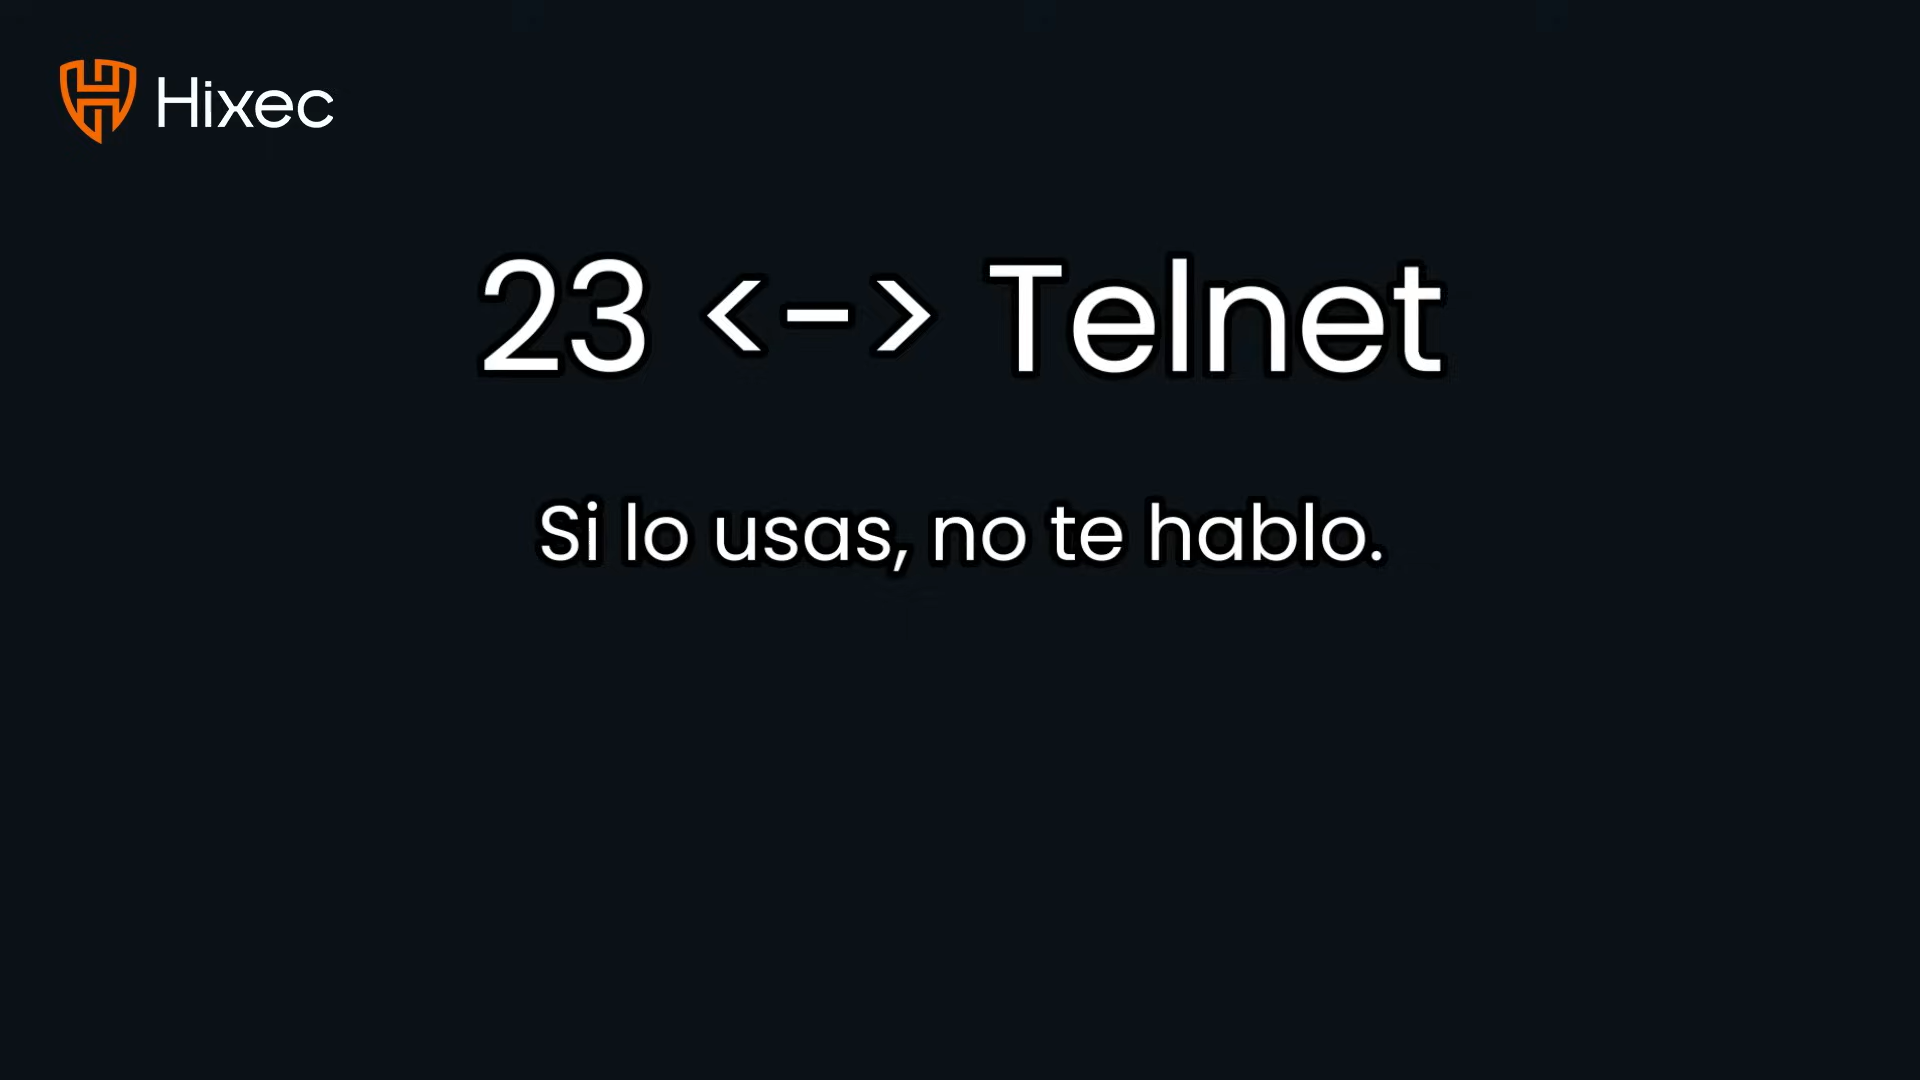 Hixec
23 <-> Telnet
Si lo usas, no te hablo.